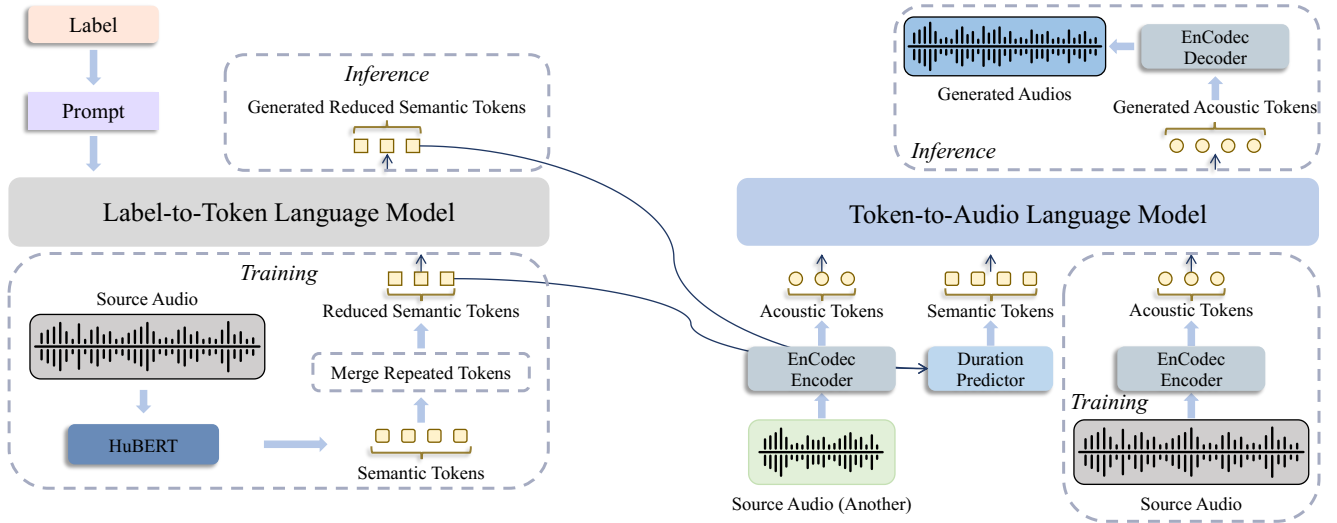 Label
Prompt
Inference
Generated Reduced Semantic Tokens
Label-to-Token Language Model
Training
Source Audio
Reduced Semantic Tokens
Merge Repeated Tokens
HuBERT
Semantic Tokens
Generated Audios
EnCodec
Decoder
Generated Acoustic Tokens
Inference
Token-to-Audio Language Model
Acoustic Tokens
EnCodec
Encoder
Source Audio (Another)
Semantic Tokens
Duration
Predictor
Acoustic Tokens
EnCodec
Encoder
Training
Source Audio